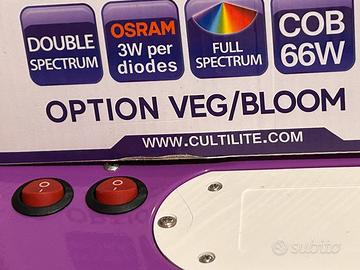 DOUBLE
SPECTRUM
OSRAM
3W per
diodes
FULL
SPECTRUM
COB
66W
OPTION VEG/BLOOM
WWW.CULTILITE.COM
subito